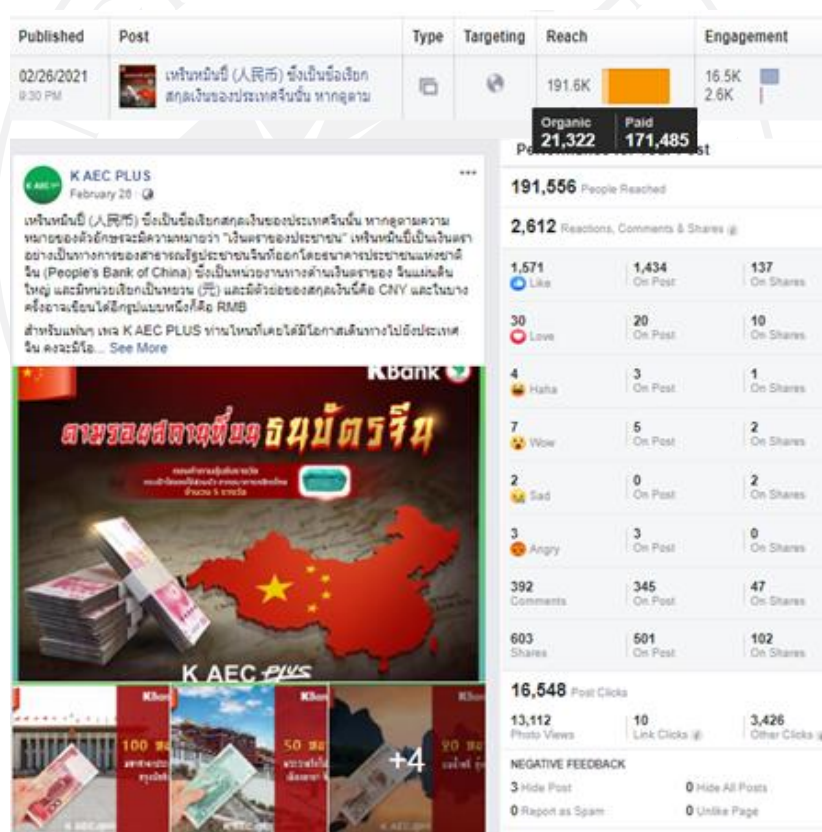 Published Post Type Targeting Reach Engagement
02/26/2021
9:30 PM
เหรินหมินปี้ (人民币) ซึ่งเป็นชื่อเรียก
สกุลเงินของประเทศจีนนั้น หากดูตาม
191.6K
16.5K
2.6K
Organic Paid
21,322 171,485
K AEC PLUS
February 26
เหรินหมินปี้ (人民币) ซึ่งเป็นชื่อเรียกสกุลเงินของประเทศจีนนั้น หากดูตามความ
หมายของตัวอักษรจะมีความหมายว่า "เงินตราของประชาชน" เหรินหมินปี้เป็นเงินตรา
อย่างเป็นทางการของสาธารณรัฐประชาชนจีนที่ออกโดยธนาคารประชาชนแห่งชาติ
จีน (People's Bank of China) ซึ่งเป็นหน่วยงานทางด้านเงินตราของ จีนแผ่นดิน
ใหญ่ และมีหน่วยเรียกเป็นหยวน (元) และมีตัวย่อของสกุลเงินนี้คือ CNY และในบาง
ครั้งอาจเขียนได้อีกรูปแบบหนึ่งก็คือ RMB
สำหรับแฟนๆ เพจ K AEC PLUS ท่านไหนที่เคยได้มีโอกาสเดินทางไปยังประเทศ
จีน คงจะมีโอ... See More
KBank
ตามรอยสถานที่บนธนบัตรจีน
จำนวน 5 รางวัล
K AEC PLUS
100
50
20
+4
191,556 People Reached
2,612 Reactions, Comments & Shares
1,571 1,434 137
Like On Post On Shares
30 20 10
Love On Post On Shares
4 3 1
Haha On Post On Shares
7 5 2
Wow On Post On Shares
2 0 2
Sad On Post On Shares
3 3 0
Angry On Post On Shares
392 345 47
Comments On Post On Shares
603 501 102
Shares On Post On Shares
16,548 Post Clicks
13,112 10 3,426
Photo Views Link Clicks Other Clicks
NEGATIVE FEEDBACK
3 Hide Post 0 Hide All Posts
0 Report as Spam 0 Unlike Page